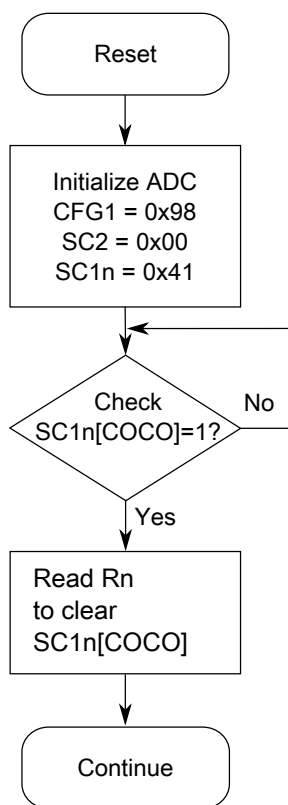 Reset
Initialize ADC
CFG1 = 0x98
SC2 = 0x00
SC1n = 0x41
Check
SC1n[COCO]=1?
No
Yes
Read Rn
to clear
SC1n[COCO]
Continue